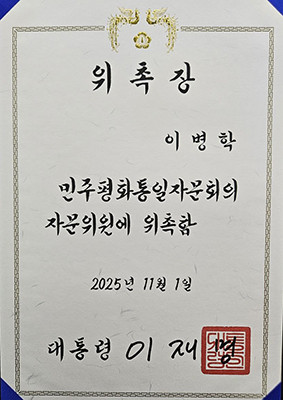 위촉장
이병학
민주평화통일자문회의
자문위원에 위촉함
2025년 11월 1일
대통령 이재명